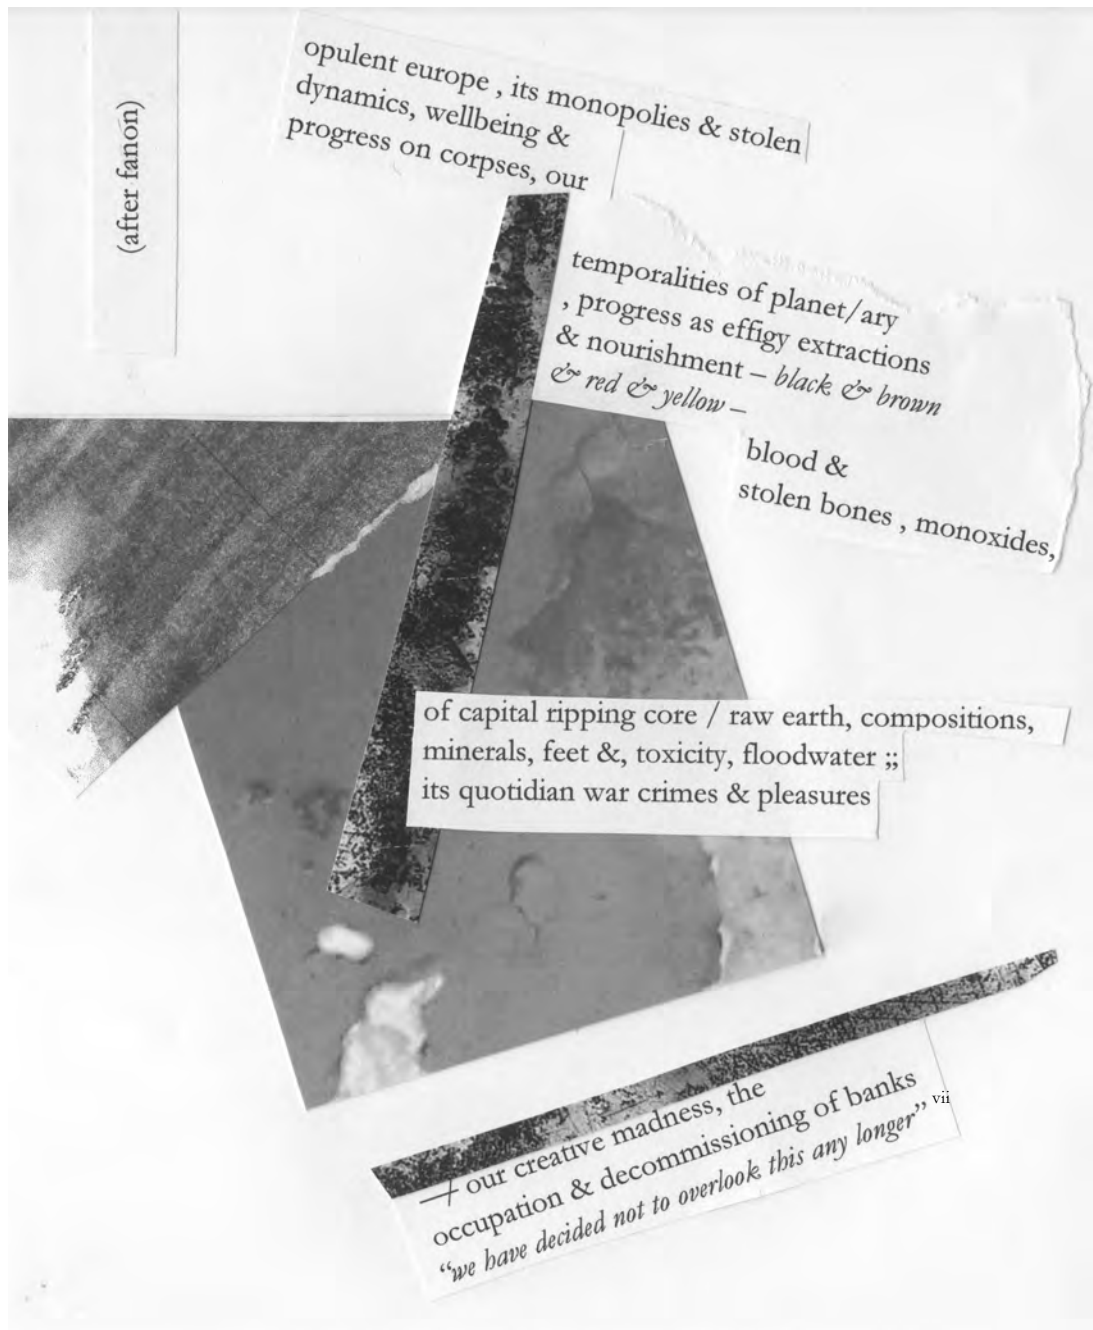 (after fanon)
opulent europe , its monopolies & stolen
dynamics, wellbeing &
progress on corpses, our
temporalities of planet/ary
, progress as effigy extractions
& nourishment – black & brown
& red & yellow –
blood &
stolen bones , monoxides,
of capital ripping core / raw earth, compositions,
minerals, feet &, toxicity, floodwater ;;
its quotidian war crimes & pleasures
–/– our creative madness, the
occupation & decommissioning of banks
“we have decided not to overlook this any longer” vii